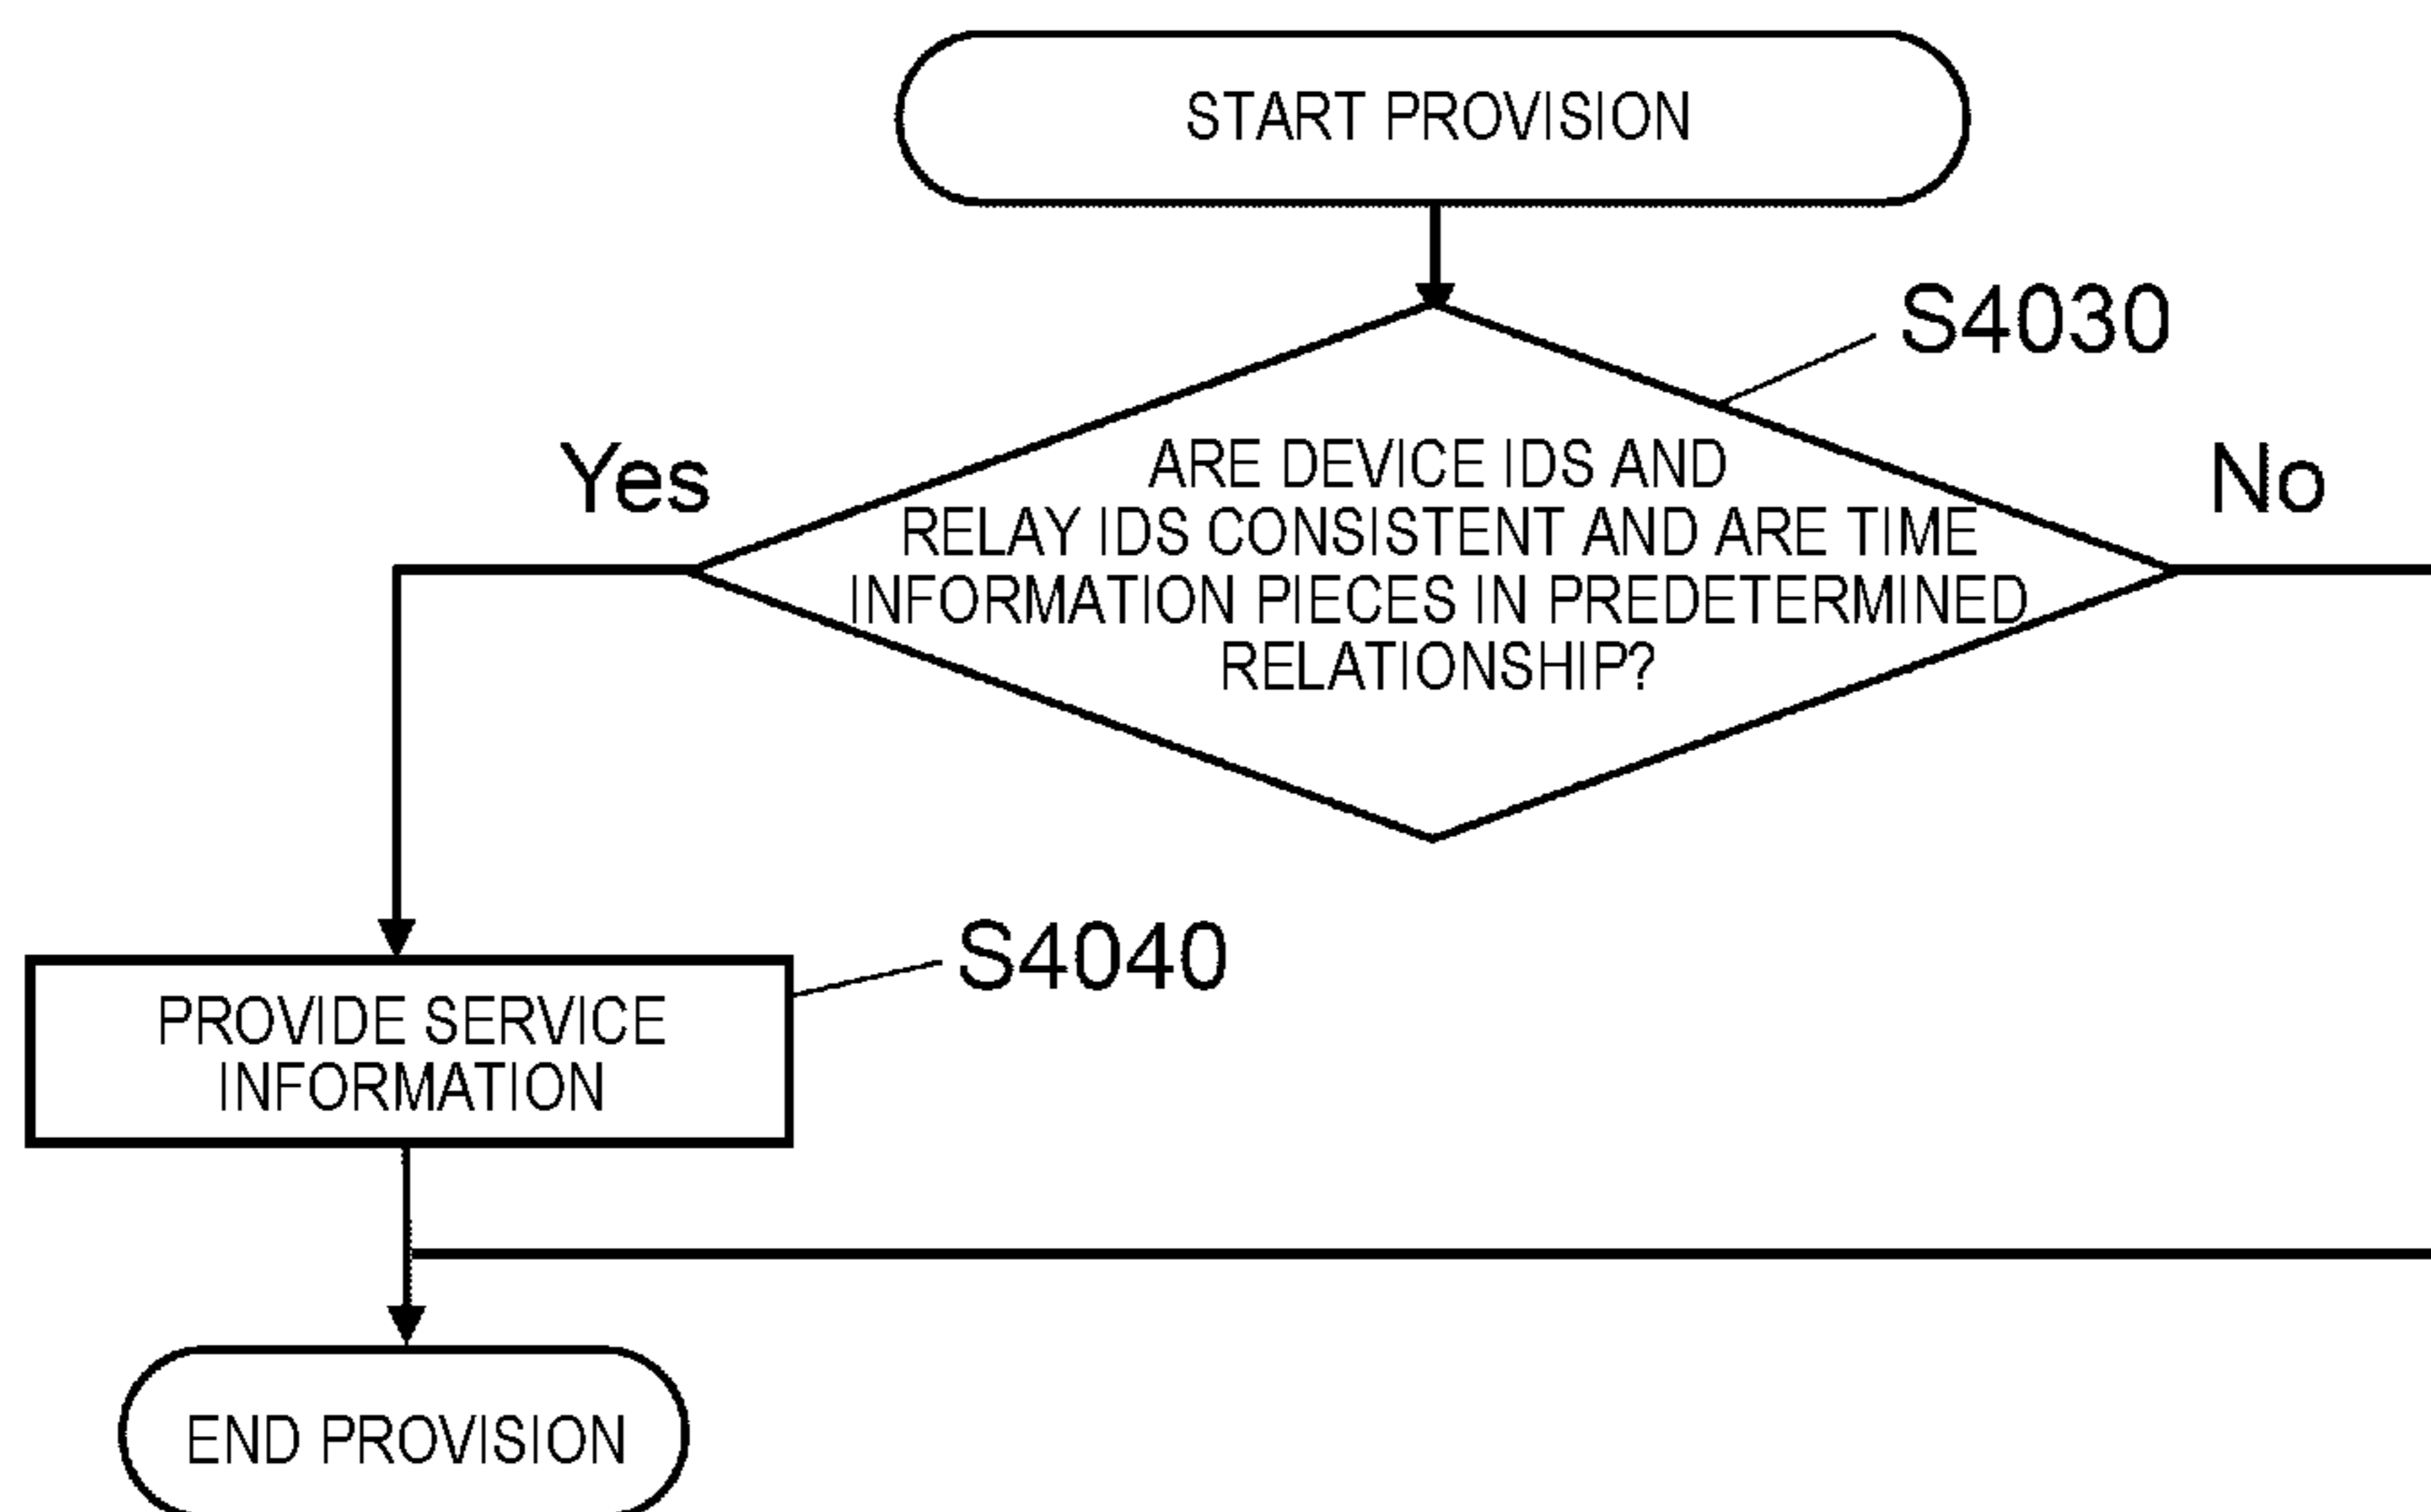 START PROVISION
S4030
Yes
No
ARE DEVICE IDS AND
RELAY IDS CONSISTENT AND ARE TIME
INFORMATION PIECES IN PREDETERMINED
RELATIONSHIP?
S4040
PROVIDE SERVICE
INFORMATION
END PROVISION